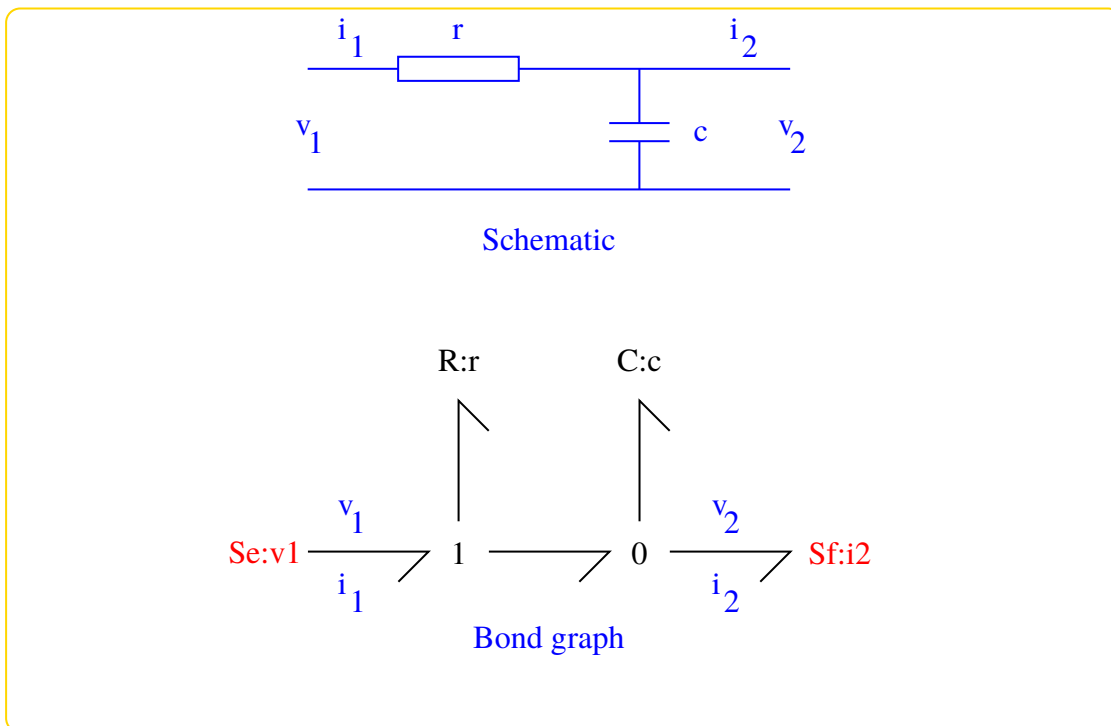 i1 r i2
v1 c v2
Schematic
R:r C:c
v1 v2
Se:v1 1 0 Sf:i2
i1 i2
Bond graph